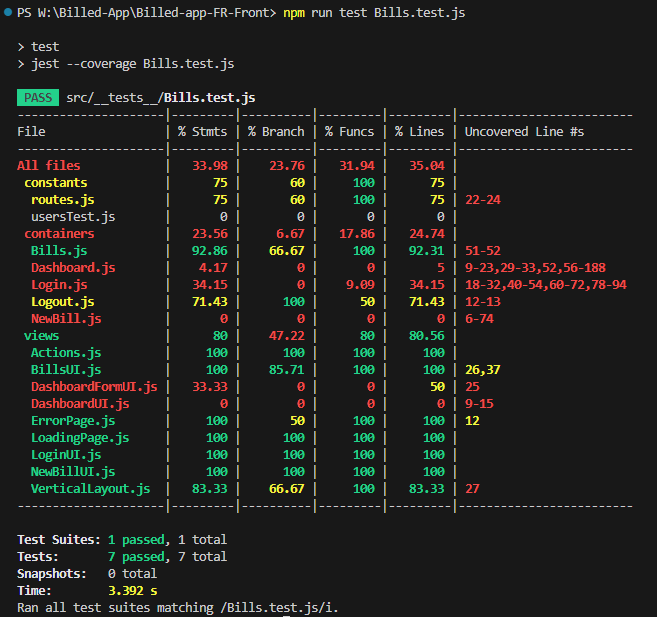 PS W:\Billed-App\Billed-app-FR-Front> npm run test Bills.test.js
> test
> jest --coverage Bills.test.js
PASS src/__tests__/Bills.test.js
---------------------|---------|----------|---------|---------|-------------------------
File | % Stmts | % Branch | % Funcs | % Lines | Uncovered Line #s
---------------------|---------|----------|---------|---------|-------------------------
All files | 33.98 | 23.76 | 31.94 | 35.04 |
constants | 75 | 60 | 100 | 75 |
routes.js | 75 | 60 | 100 | 75 | 22-24
usersTest.js | 0 | 0 | 0 | 0 |
containers | 23.56 | 6.67 | 17.86 | 24.74 |
Bills.js | 92.86 | 66.67 | 100 | 92.31 | 51-52
Dashboard.js | 4.17 | 0 | 0 | 5 | 9-23,29-33,52,56-188
Login.js | 34.15 | 0 | 9.09 | 34.15 | 18-32,40-54,60-72,78-94
Logout.js | 71.43 | 100 | 50 | 71.43 | 12-13
NewBill.js | 0 | 0 | 0 | 0 | 6-74
views | 80 | 47.22 | 80 | 80.56 |
Actions.js | 100 | 100 | 100 | 100 |
BillsUI.js | 100 | 85.71 | 100 | 100 | 26,37
DashboardFormUI.js | 33.33 | 0 | 0 | 50 | 25
DashboardUI.js | 0 | 0 | 0 | 0 | 9-15
ErrorPage.js | 100 | 50 | 100 | 100 | 12
LoadingPage.js | 100 | 100 | 100 | 100 |
LoginUI.js | 100 | 100 | 100 | 100 |
NewBillUI.js | 100 | 100 | 100 | 100 |
VerticalLayout.js | 83.33 | 66.67 | 100 | 83.33 | 27
---------------------|---------|----------|---------|---------|-------------------------
Test Suites: 1 passed, 1 total
Tests: 7 passed, 7 total
Snapshots: 0 total
Time: 3.392 s
Ran all test suites matching /Bills.test.js/i.